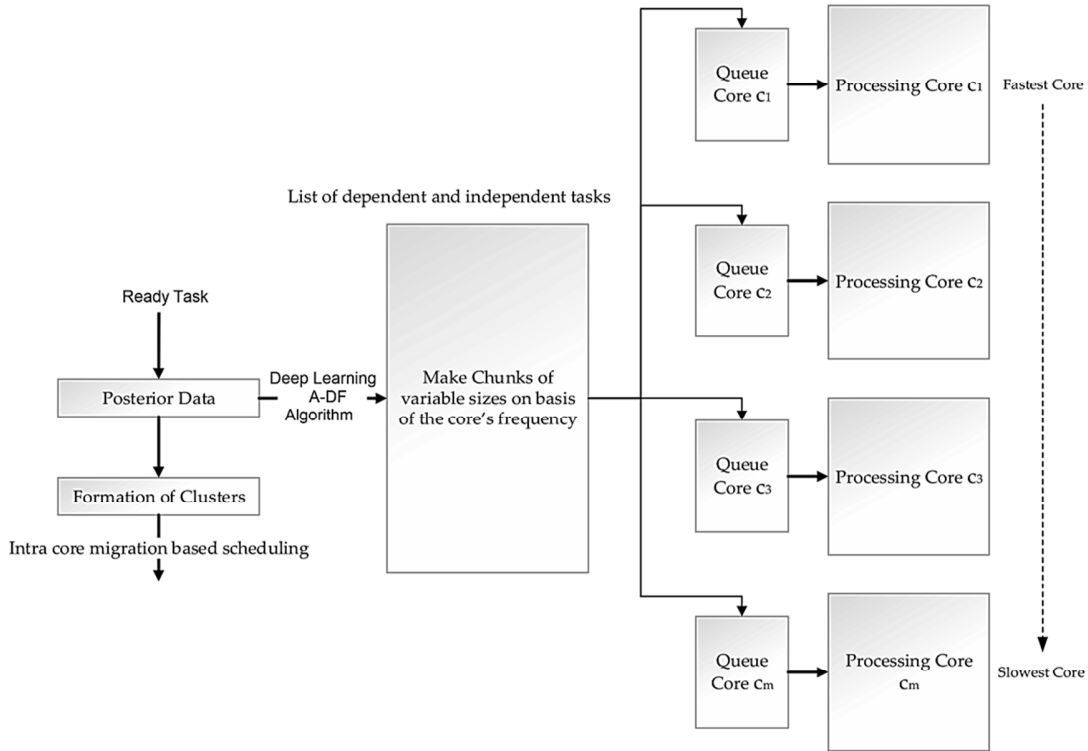 Ready Task
Posterior Data
Formation of Clusters
Intra core migration based scheduling
Deep Learning
A-DF
Algorithm
List of dependent and independent tasks
Make Chunks of
variable sizes on basis
of the core's frequency
Queue
Core c1
Processing Core c1
Fastest Core
Queue
Core c2
Processing Core c2
Queue
Core c3
Processing Core c3
Queue
Core cm
Processing Core
cm
Slowest Core